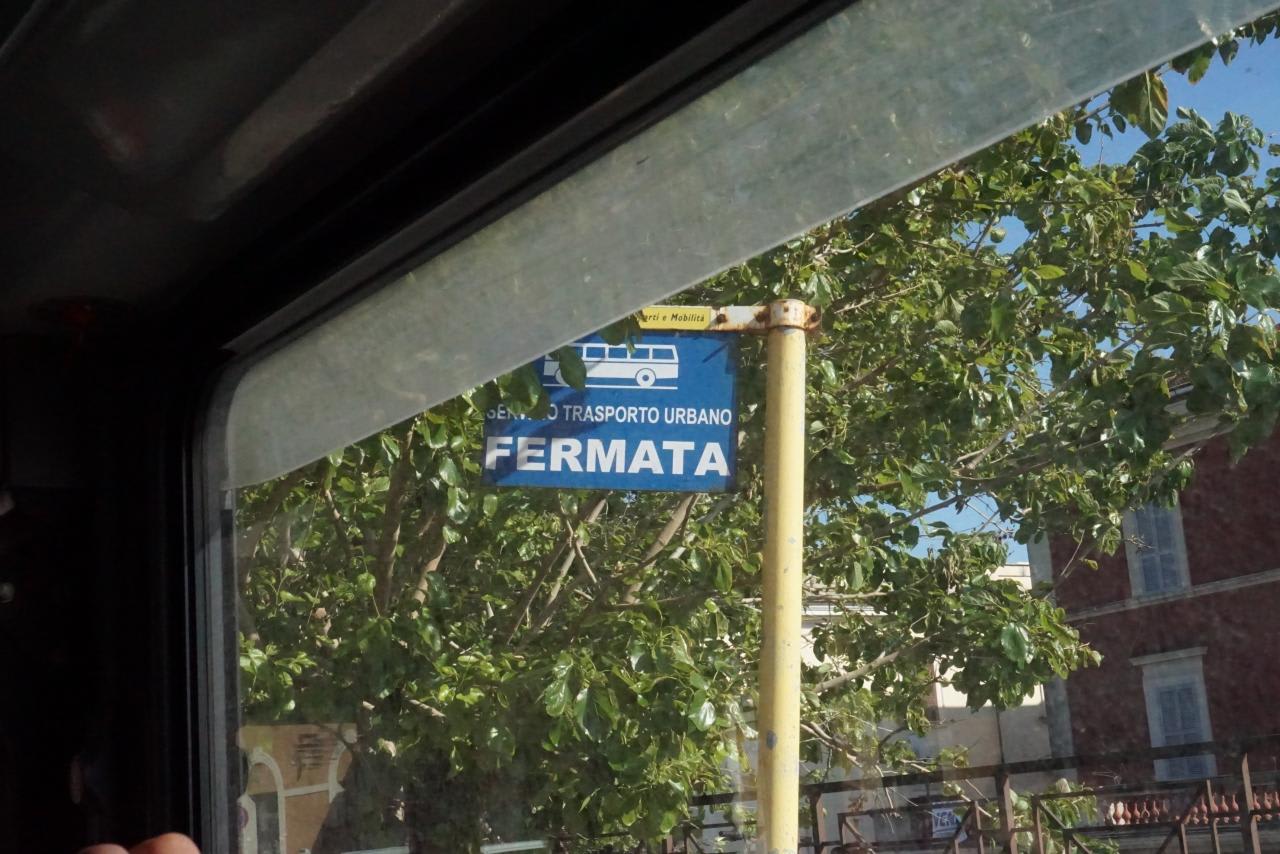 e Mobilità
TRASPORTO URBANO
FERMATA